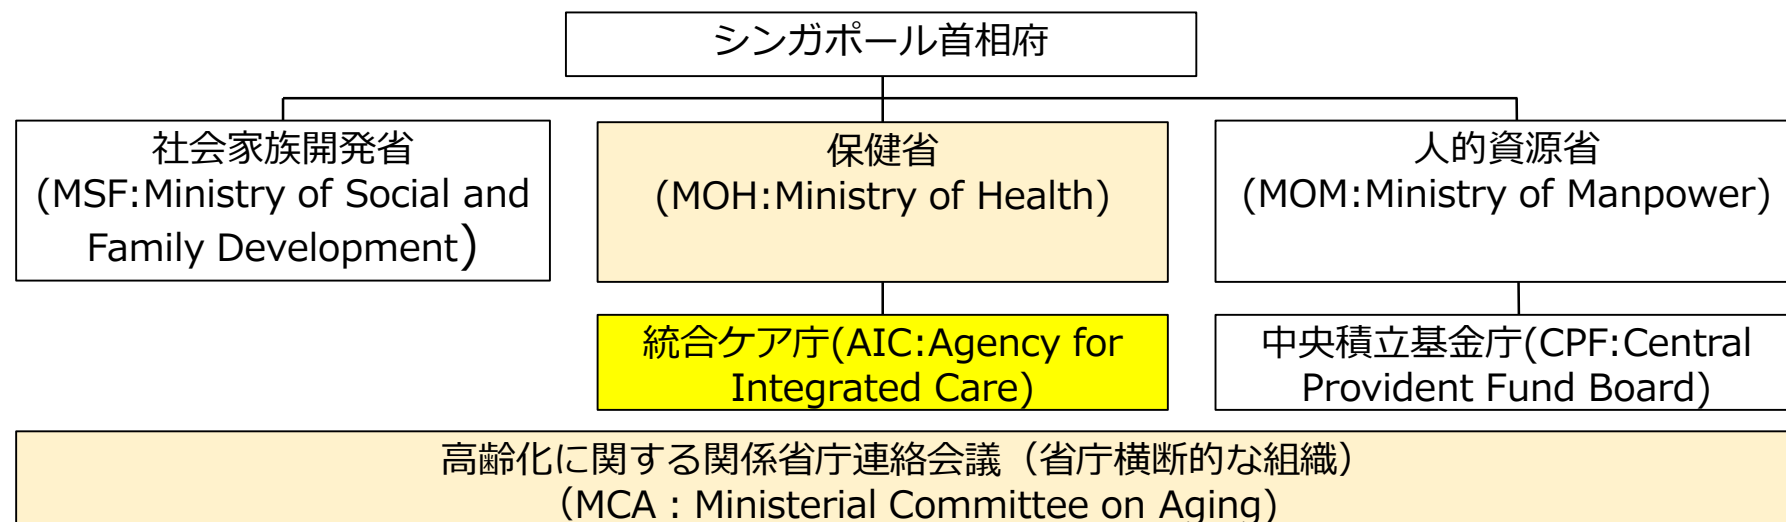 シンガポール首相府
社会家族開発省
(MSF:Ministry of Social and
Family Development)
保健省
(MOH:Ministry of Health)
人的資源省
(MOM:Ministry of Manpower)
統合ケア庁(AIC:Agency for
Integrated Care)
中央積立基金庁(CPF:Central
Provident Fund Board)
高齢化に関する関係省庁連絡会議（省庁横断的な組織）
（MCA：Ministerial Committee on Aging)